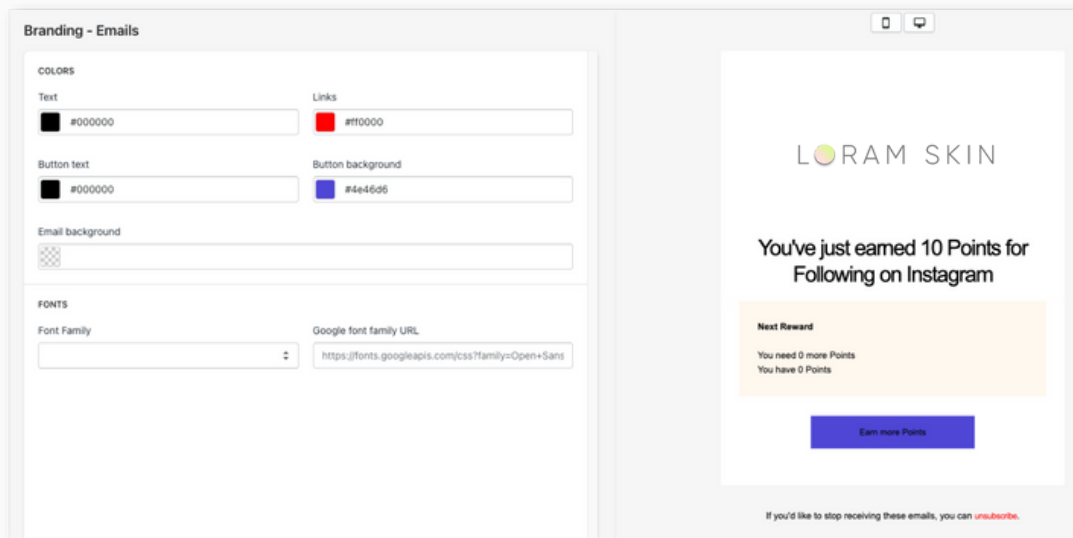 Branding - Emails
COLORS
Text
Links
#000000
#ff0000
Button text
Button background
#000000
#4e46d6
Email background
FONTS
Font Family
Google font family URL
https://fonts.googleapis.com/css?family=Open+Sans
LORAM SKIN
You've just earned 10 Points for
Following on Instagram
Next Reward
You need 0 more Points
You have 0 Points
Earn more Points
If you'd like to stop receiving these emails, you can unsubscribe.